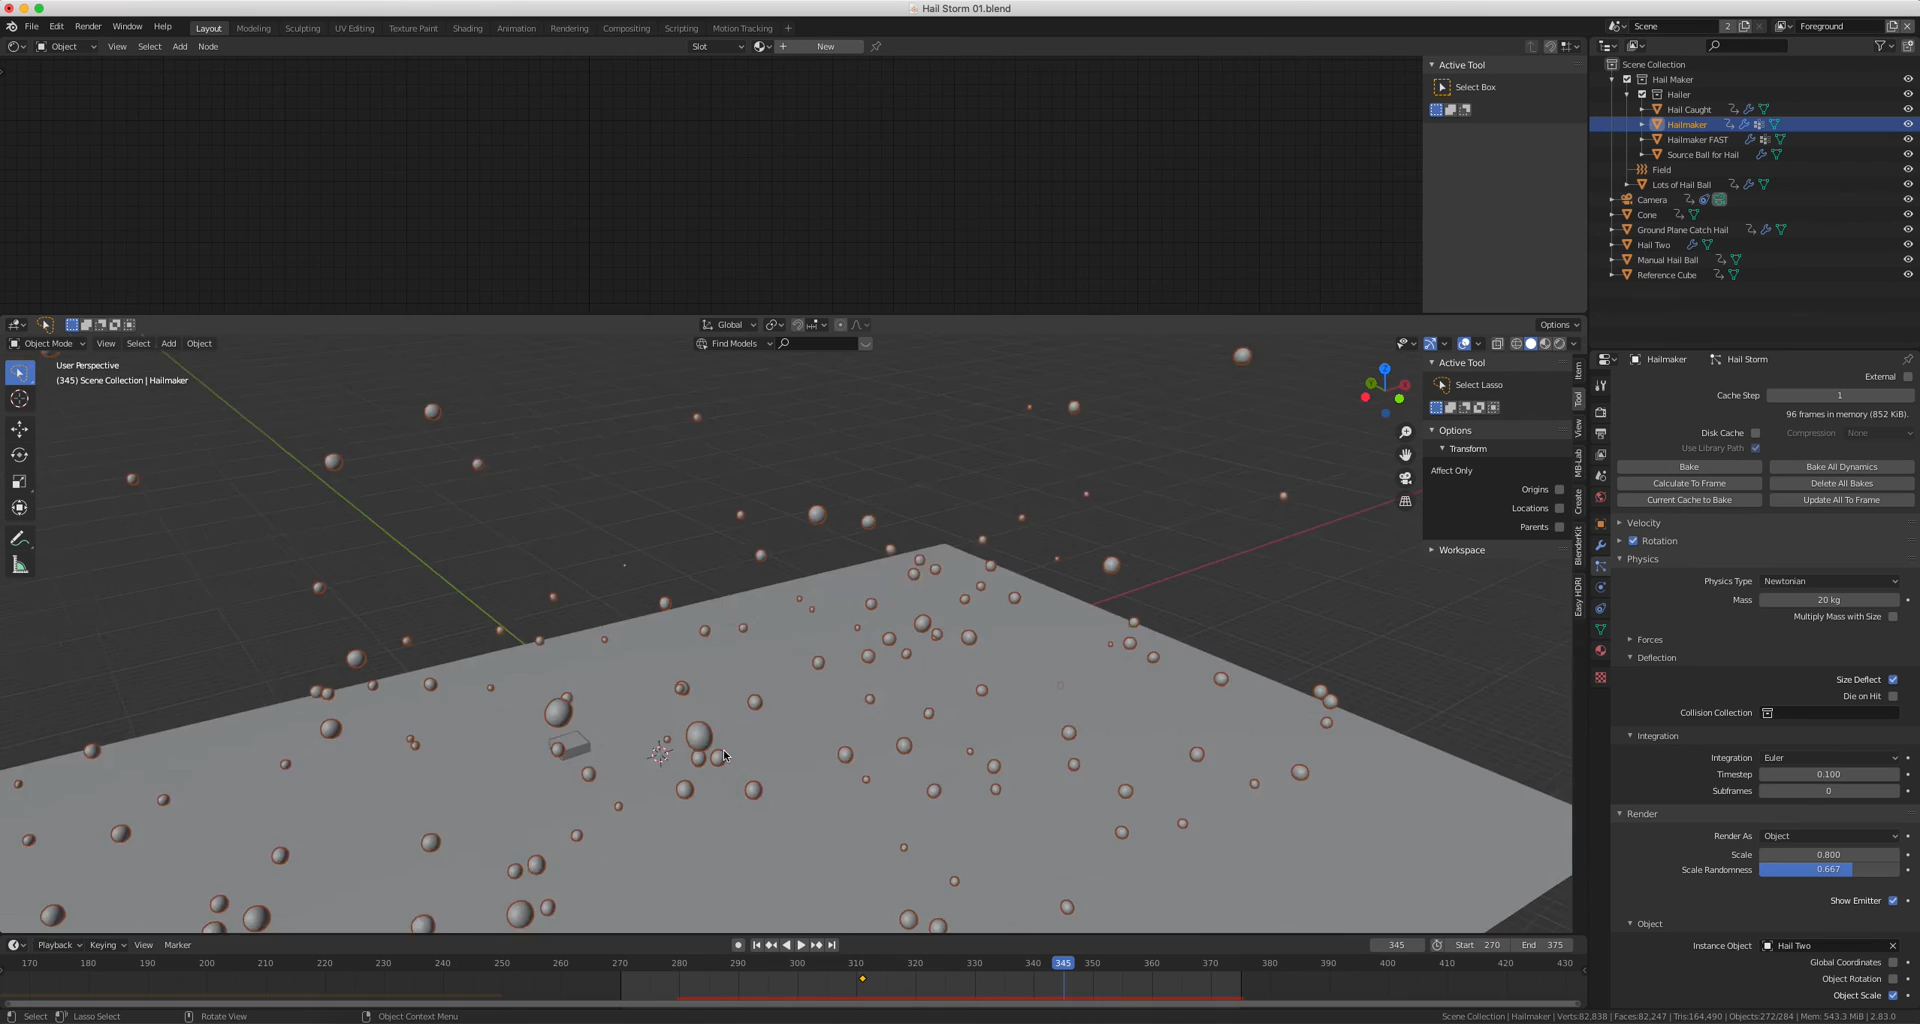 Hail Storm 01.blend
File Edit Render Window Help Layout Modeling Sculpting UV Editing Texture Paint Shading Animation Rendering Compositing Scripting Motion Tracking + Scene 2 Foreground
Object View Select Add Node Slot New
Active Tool
Select Box
Scene Collection
Hail Maker
Hailer
Hail Caught
Hailmaker
Hailmaker FAST
Source Ball for Hail
Field
Lots of Hail Ball
Camera
Cone
Ground Plane Catch Hail
Hail Two
Manual Hail Ball
Reference Cube
Global Options
Object Mode View Select Add Object Find Models
User Perspective
(345) Scene Collection | Hailmaker
Active Tool
Select Lasso
Options
Transform
Affect Only
Origins
Locations
Parents
Workspace
Item
Tool
View
MB-Lab
Create
BlenderKit
Easy HDRI
Hailmaker Hail Storm
External
Cache Step 1
96 frames in memory (852 KiB).
Disk Cache Compression None
Use Library Path
Bake Bake All Dynamics
Calculate To Frame Delete All Bakes
Current Cache to Bake Update All To Frame
Velocity
Rotation
Physics
Physics Type Newtonian
Mass 20 kg
Multiply Mass with Size
Forces
Deflection
Size Deflect
Die on Hit
Collision Collection
Integration
Integration Euler
Timestep 0.100
Subframes 0
Render
Render As Object
Scale 0.800
Scale Randomness 0.667
Show Emitter
Object
Instance Object Hail Two
Global Coordinates
Object Rotation
Object Scale
Playback Keying View Marker 345 Start 270 End 375
170 180 190 200 210 220 230 240 250 260 270 280 290 300 310 320 330 340 345 350 360 370 380 390 400 410 420 430
Select Lasso Select Rotate View Object Context Menu Scene Collection | Hailmaker | Verts:82,838 | Faces:82,247 | Tris:164,490 | Objects:272/284 | Mem: 543.3 MiB | 2.83.0